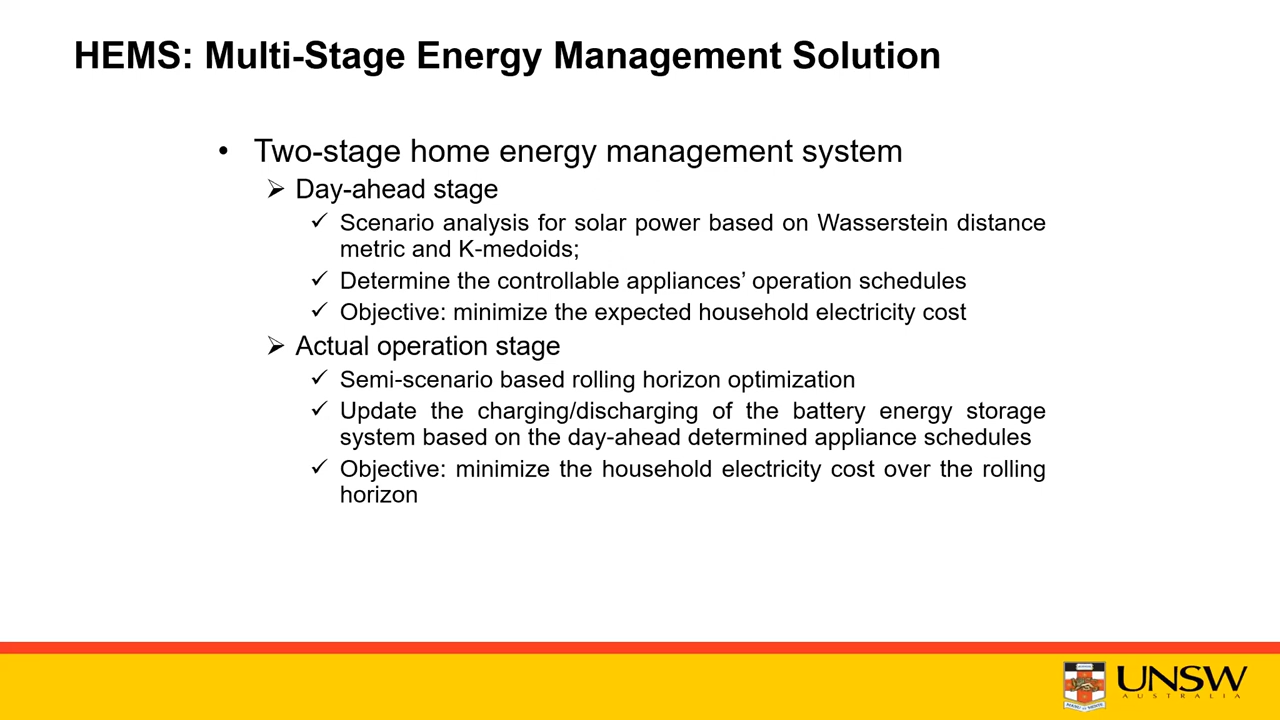 HEMS: Multi-Stage Energy Management Solution
• Two-stage home energy management system
➢ Day-ahead stage
✓ Scenario analysis for solar power based on Wasserstein distance
metric and K-medoids;
✓ Determine the controllable appliances’ operation schedules
✓ Objective: minimize the expected household electricity cost
➢ Actual operation stage
✓ Semi-scenario based rolling horizon optimization
✓ Update the charging/discharging of the battery energy storage
system based on the day-ahead determined appliance schedules
✓ Objective: minimize the household electricity cost over the rolling
horizon
UNSW
AUSTRALIA